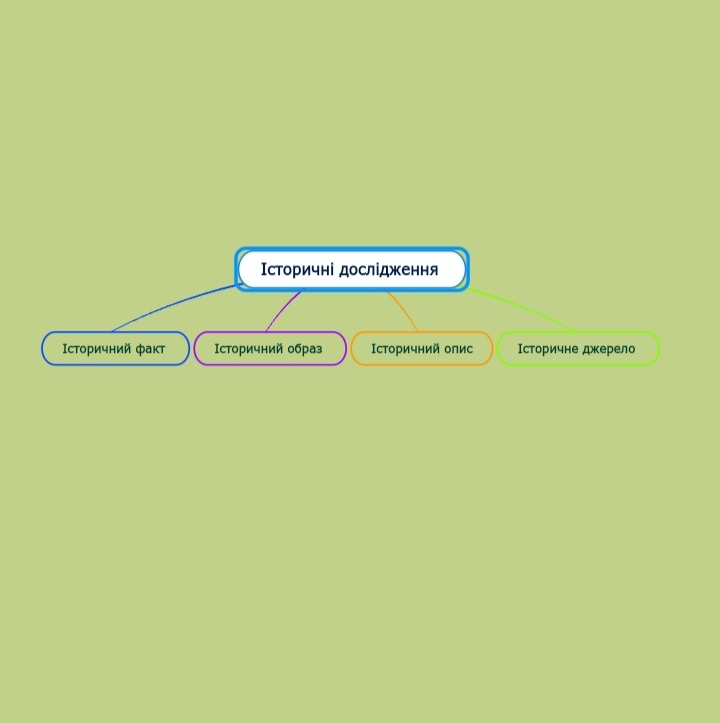 Історичні дослідження
Історичний факт
Історичний образ
Історичний опис
Історичне джерело